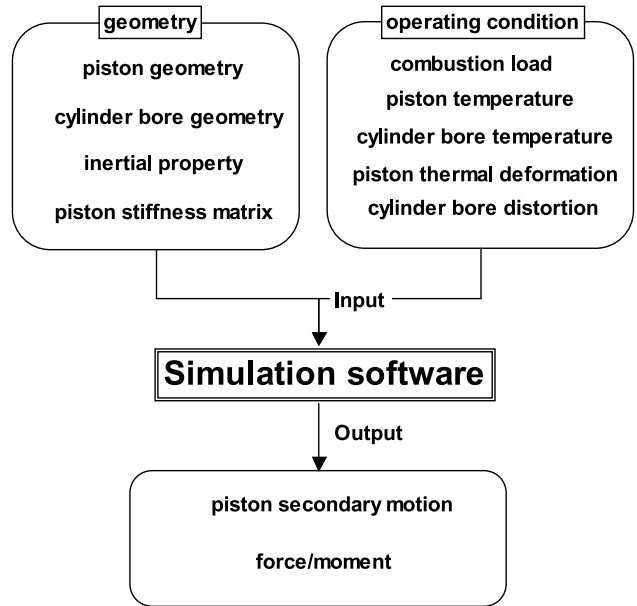 geometry
piston geometry
cylinder bore geometry
inertial property
piston stiffness matrix
operating condition
combustion load
piston temperature
cylinder bore temperature
piston thermal deformation
cylinder bore distortion
Input
Simulation software
Output
piston secondary motion
force/moment